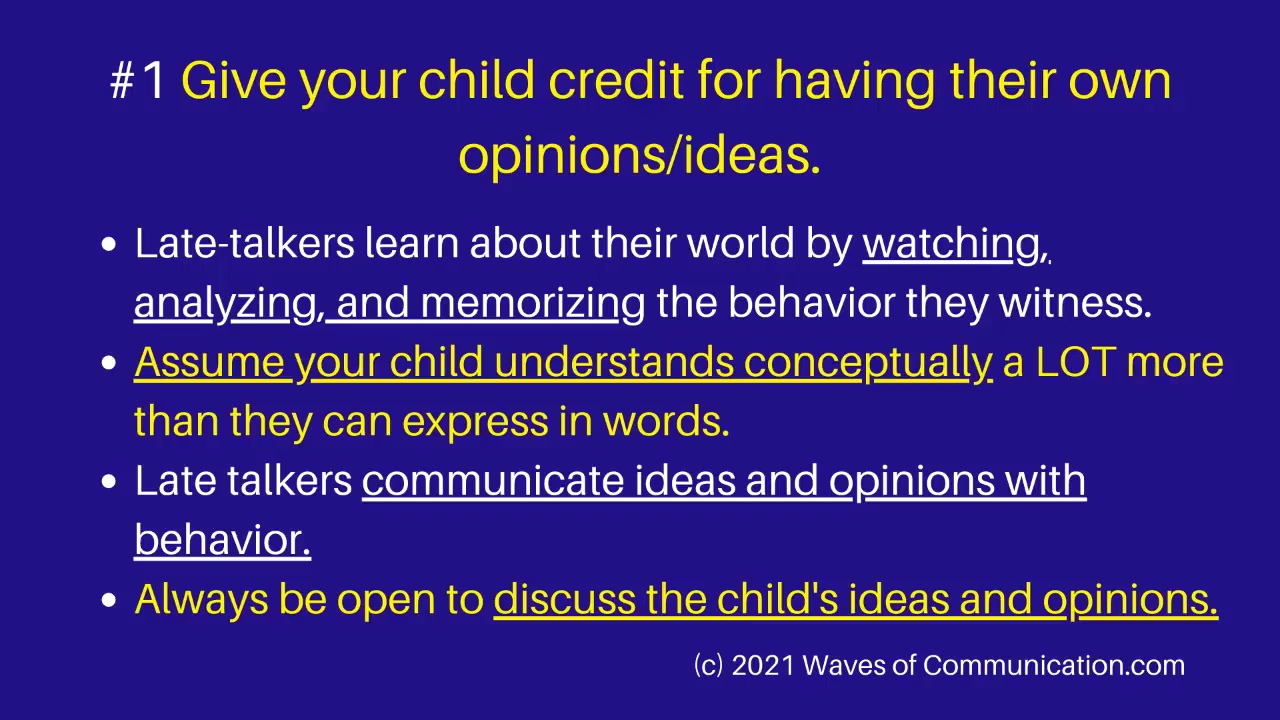 #1 Give your child credit for having their own
opinions/ideas.
• Late-talkers learn about their world by watching,
analyzing, and memorizing the behavior they witness.
• Assume your child understands conceptually a LOT more
than they can express in words.
• Late talkers communicate ideas and opinions with
behavior.
• Always be open to discuss the child's ideas and opinions.
(c) 2021 Waves of Communication.com